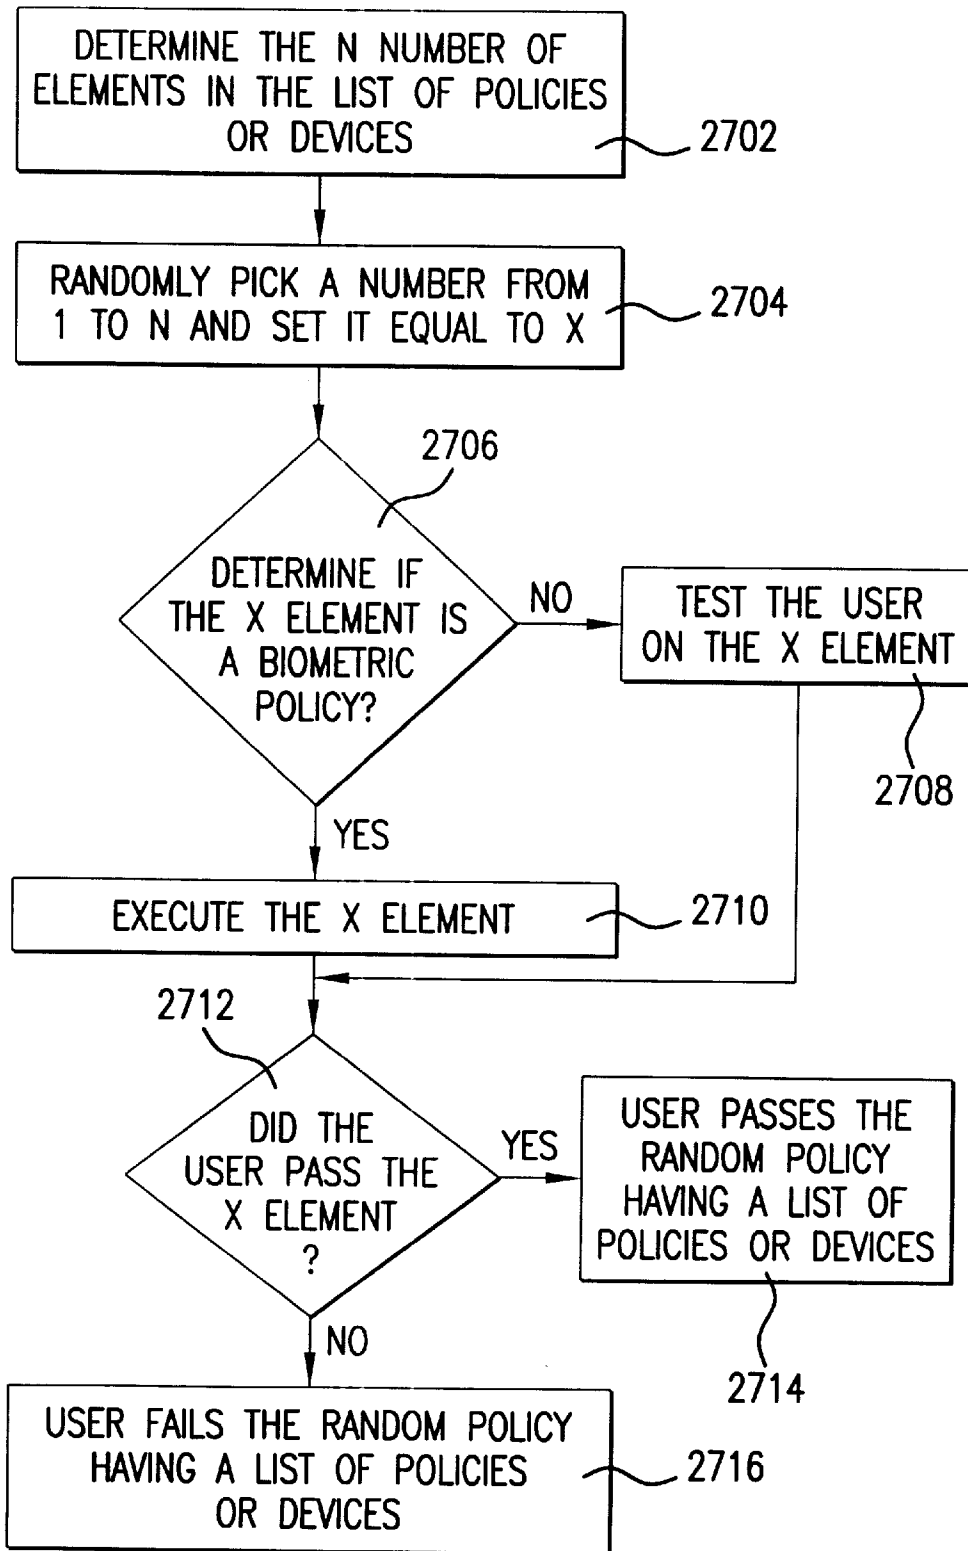 DETERMINE THE N NUMBER OF
ELEMENTS IN THE LIST OF POLICIES
OR DEVICES
2702
RANDOMLY PICK A NUMBER FROM
1 TO N AND SET IT EQUAL TO X
2704
2706
DETERMINE IF
THE X ELEMENT IS
A BIOMETRIC
POLICY?
NO
TEST THE USER
ON THE X ELEMENT
2708
YES
EXECUTE THE X ELEMENT
2710
2712
DID THE
USER PASS THE
X ELEMENT
?
YES
USER PASSES THE
RANDOM POLICY
HAVING A LIST OF
POLICIES OR DEVICES
2714
NO
USER FAILS THE RANDOM POLICY
HAVING A LIST OF POLICIES
OR DEVICES
2716